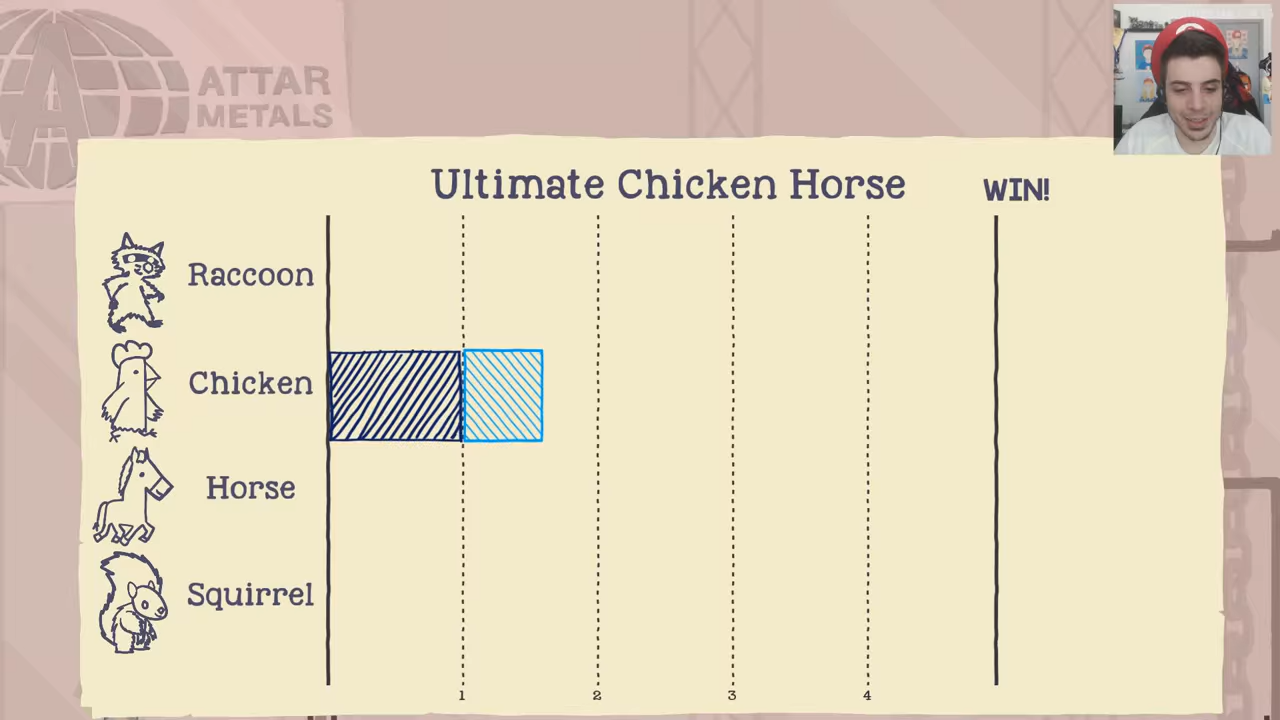 ATTAR
METALS
Ultimate Chicken Horse
WIN!
Raccoon
Chicken
Horse
Squirrel
1 2 3 4